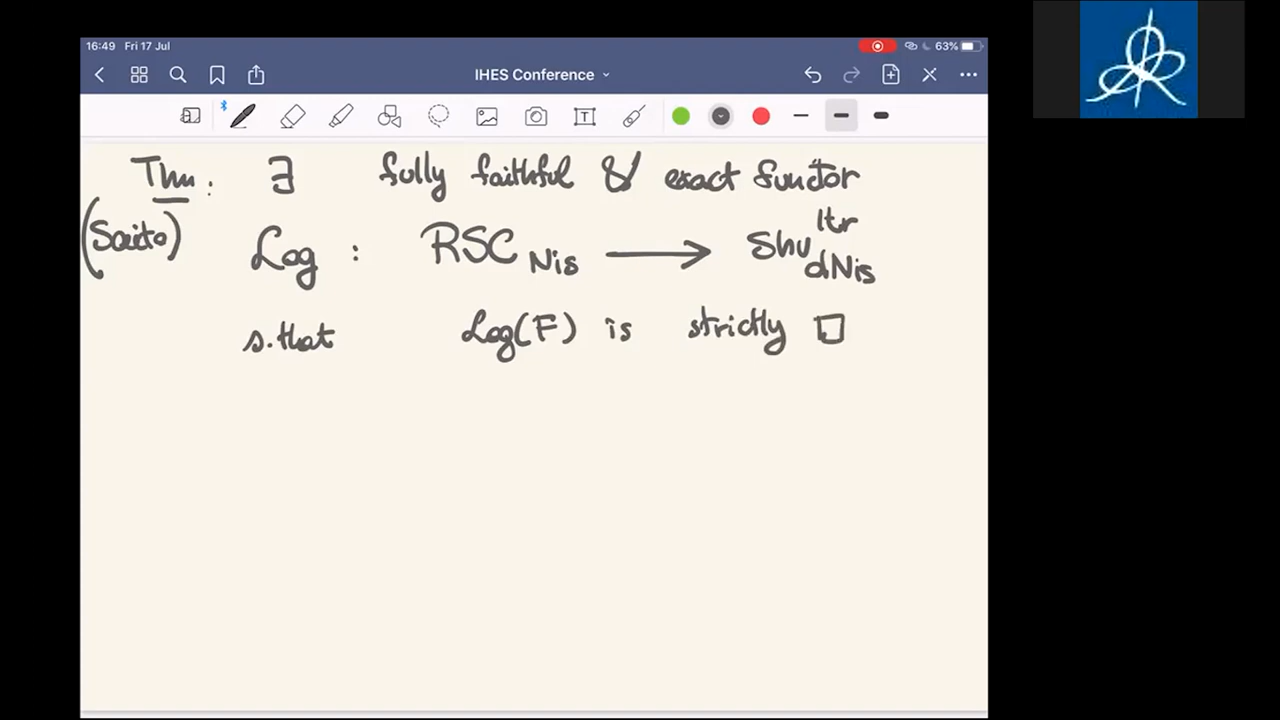 16:49 Fri 17 Jul 63%
IHES Conference
T
Thm: ∃ fully faithful & exact functor
(Saito) Log : RSC_Nis ⟶ Shv^ltr_dNis
s.that Log(F) is strictly □